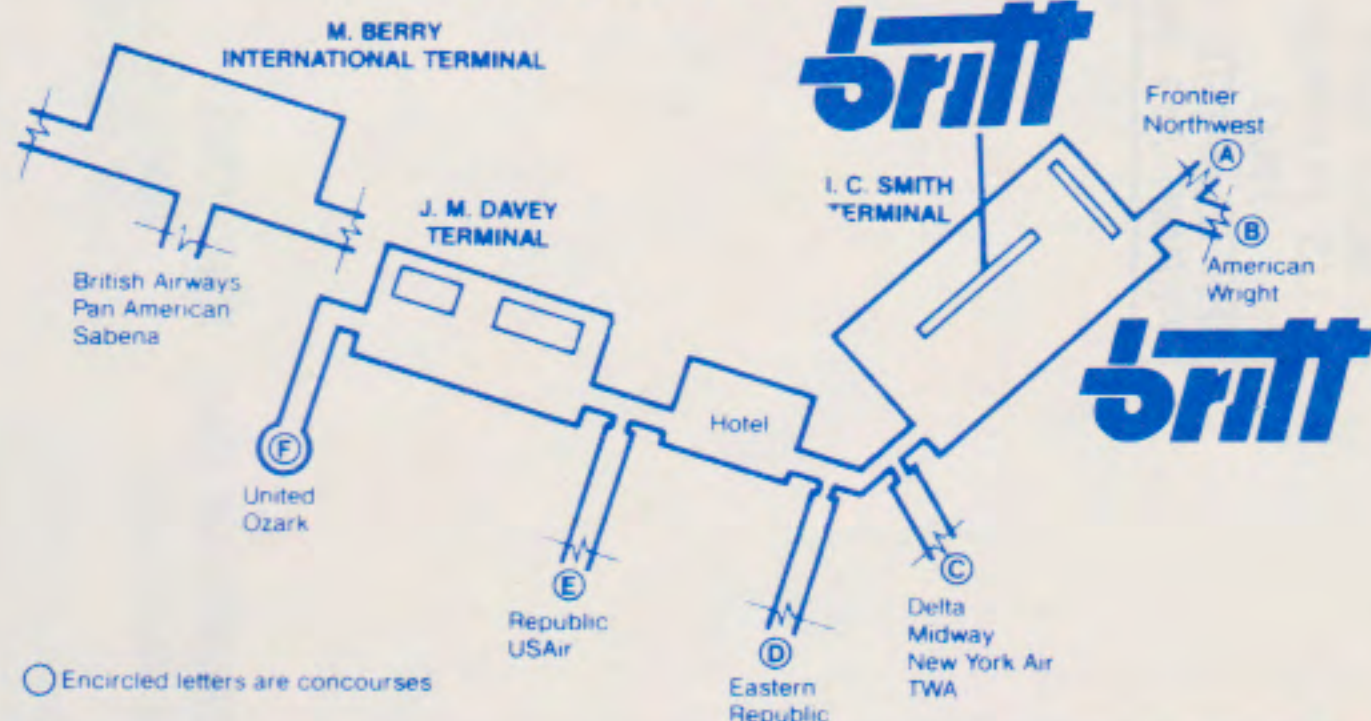 M. BERRY
INTERNATIONAL TERMINAL
britt
Frontier
Northwest
A
I. C. SMITH
TERMINAL
J. M. DAVEY
TERMINAL
B
American
Wright
britt
British Airways
Pan American
Sabena
Hotel
F
United
Ozark
E
Republic
USAir
C
Delta
Midway
New York Air
TWA
D
Eastern
Republic
Encircled letters are concourses